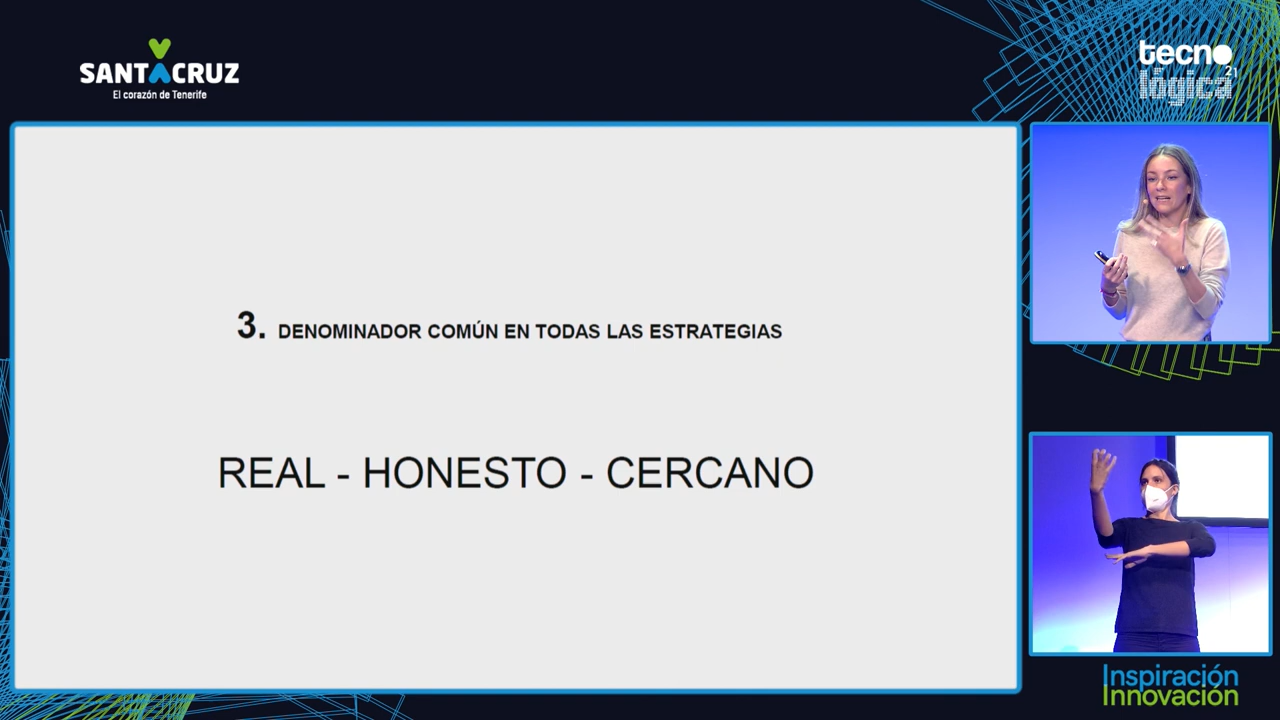 SANTACRUZ
El corazón de Tenerife
tecno
lógica
21
3. DENOMINADOR COMÚN EN TODAS LAS ESTRATEGIAS
REAL - HONESTO - CERCANO
Inspiración
Innovación